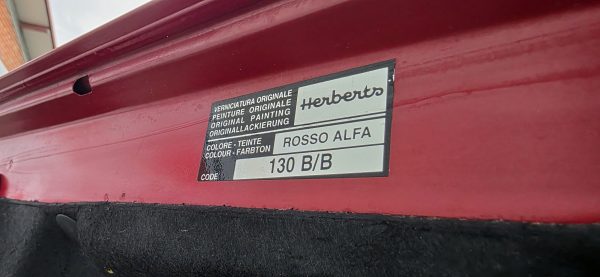 VERNICIATURA ORIGINALE
PEINTURE ORIGINALE
ORIGINAL PAINTING
ORIGINALLACKIERUNG
Herberts
COLORE - TEINTE
COLOUR - FARBTON
ROSSO ALFA
CODE
130 B/B